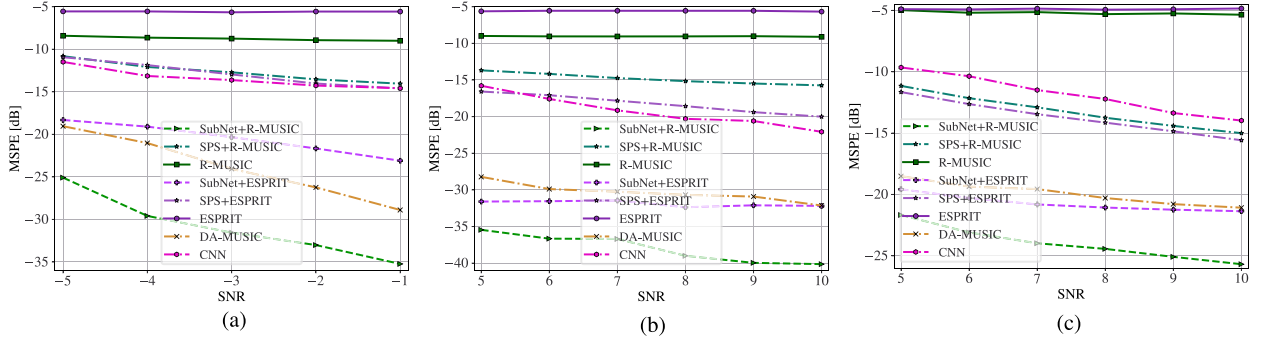 −5
−10
−15
−20
−25
−30
−35
MSPE [dB]
SubNet+R-MUSIC
SPS+R-MUSIC
R-MUSIC
SubNet+ESPRIT
SPS+ESPRIT
ESPRIT
DA-MUSIC
CNN
−5 −4 −3 −2 −1
SNR
(a)
−5
−10
−15
−20
−25
−30
−35
−40
MSPE [dB]
SubNet+R-MUSIC
SPS+R-MUSIC
R-MUSIC
SubNet+ESPRIT
SPS+ESPRIT
ESPRIT
DA-MUSIC
CNN
5 6 7 8 9 10
SNR
(b)
−5
−10
−15
−20
−25
MSPE [dB]
SubNet+R-MUSIC
SPS+R-MUSIC
R-MUSIC
SubNet+ESPRIT
SPS+ESPRIT
ESPRIT
DA-MUSIC
CNN
5 6 7 8 9 10
SNR
(c)